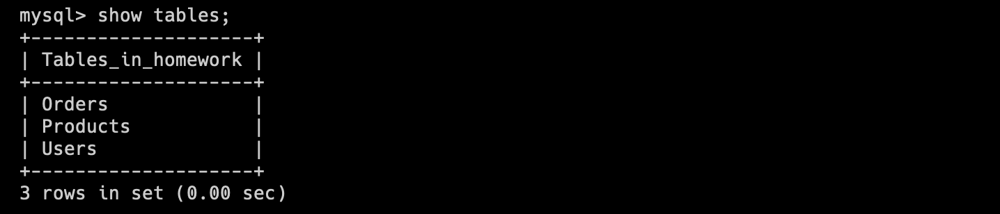 mysql> show tables;
+--------------------+
| Tables_in_homework |
+--------------------+
| Orders             |
| Products           |
| Users              |
+--------------------+
3 rows in set (0.00 sec)